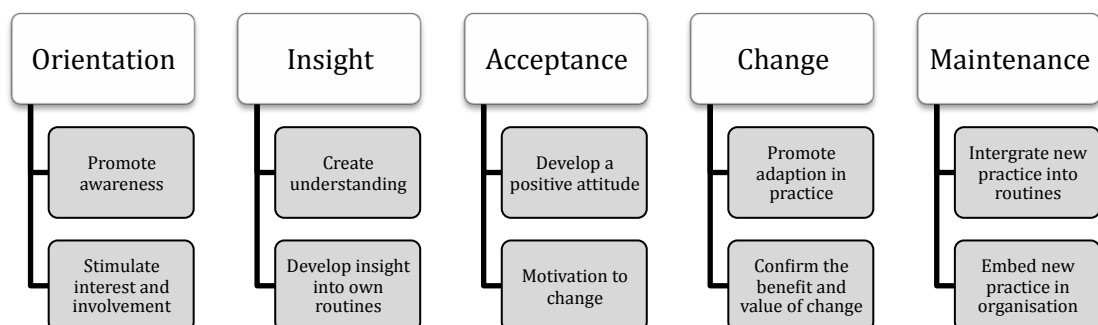 Orientation
Promote
awareness
Stimulate
interest and
involvement
Insight
Create
understanding
Develop insight
into own
routines
Acceptance
Develop a
positive attitude
Motivation to
change
Change
Promote
adaption in
practice
Confirm the
benefit and
value of change
Maintenance
Intergrate new
practice into
routines
Embed new
practice in
organisation